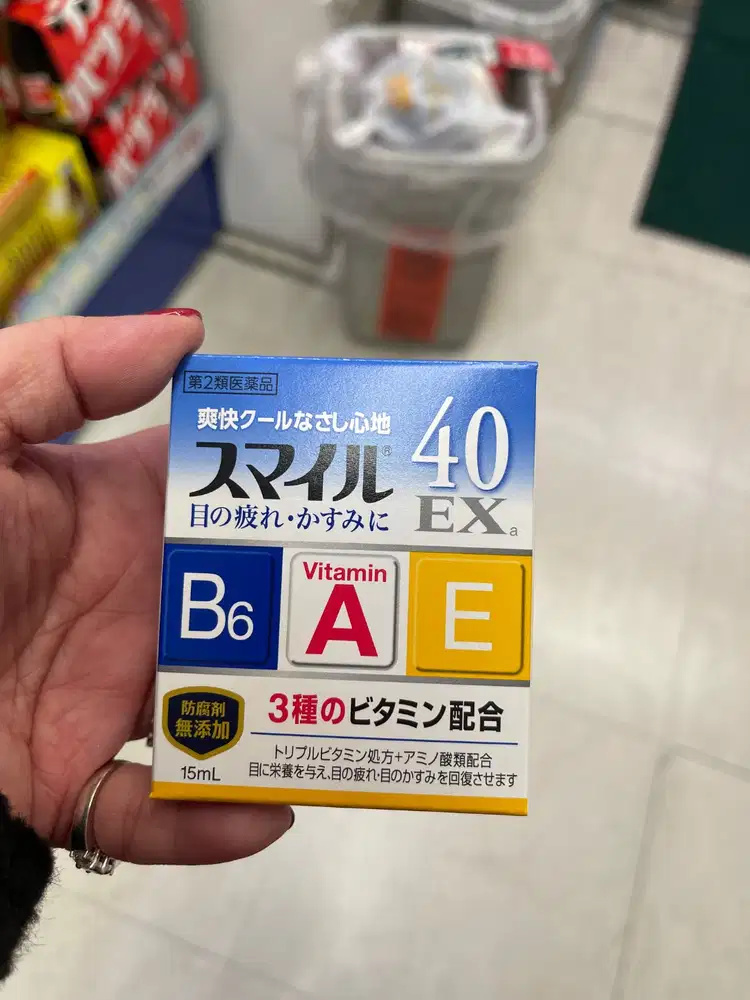 第2類医薬品
爽快クールなさし心地
スマイル®
40
EXa
目の疲れ・かすみに
B6
Vitamin
A
E
防腐剤
無添加
15mL
3種のビタミン配合
トリプルビタミン処方+アミノ酸類配合
目に栄養を与え、目の疲れ・目のかすみを回復させます